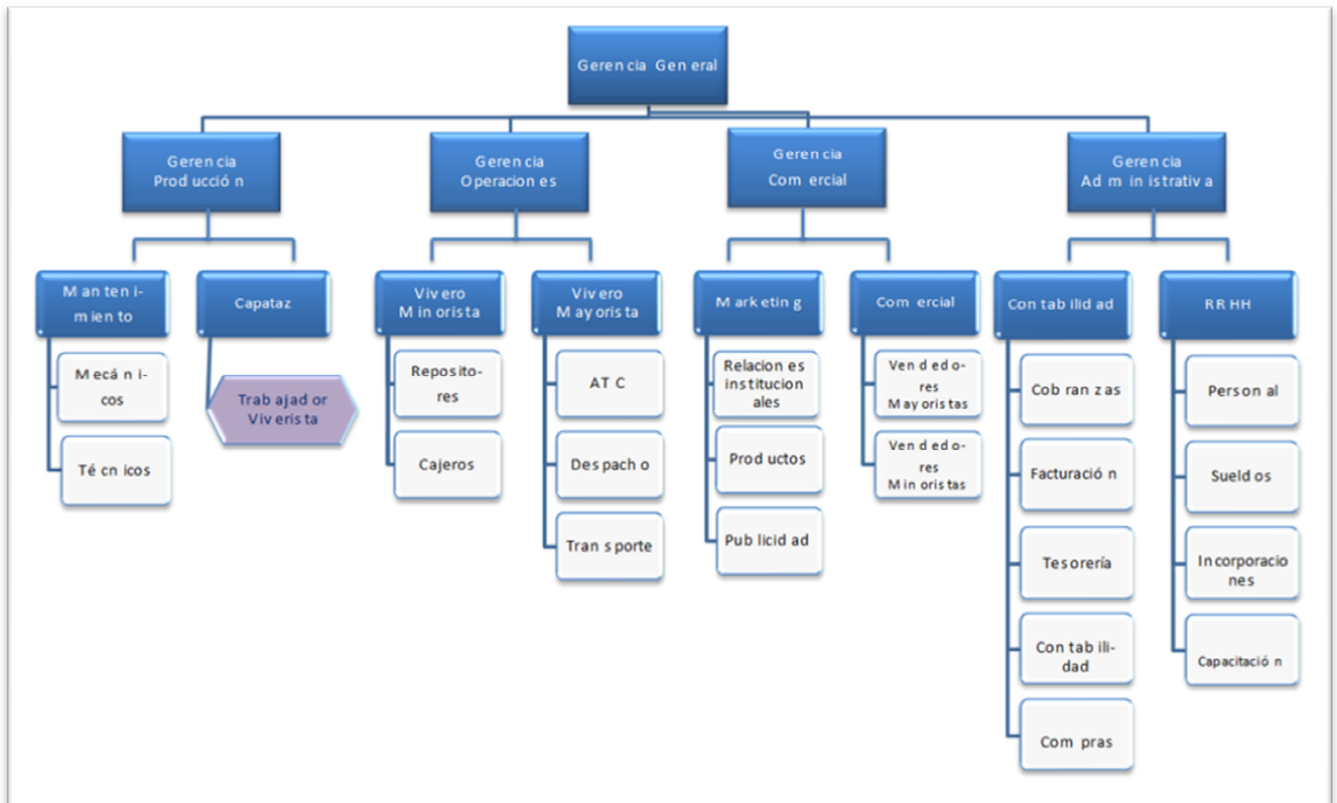 Gerencia General
Gerencia
Producción
Gerencia
Operaciones
Gerencia
Comercial
Gerencia
Administrativa
Manteni-
miento
Capataz
Vivero
Minorista
Vivero
Mayorista
Marketing
Comercial
Contabilidad
RRHH
Mecáni-
cos
Técnicos
Trabajador
Viverista
Reposito-
res
Cajeros
ATC
Despacho
Transporte
Relaciones
institucion
ales
Productos
Publicidad
Vendedo-
res
Mayoristas
Vendedo-
res
Minoristas
Cobranzas
Facturación
Tesorería
Contabili-
dad
Compras
Personal
Sueldos
Incorporacio
nes
Capacitación